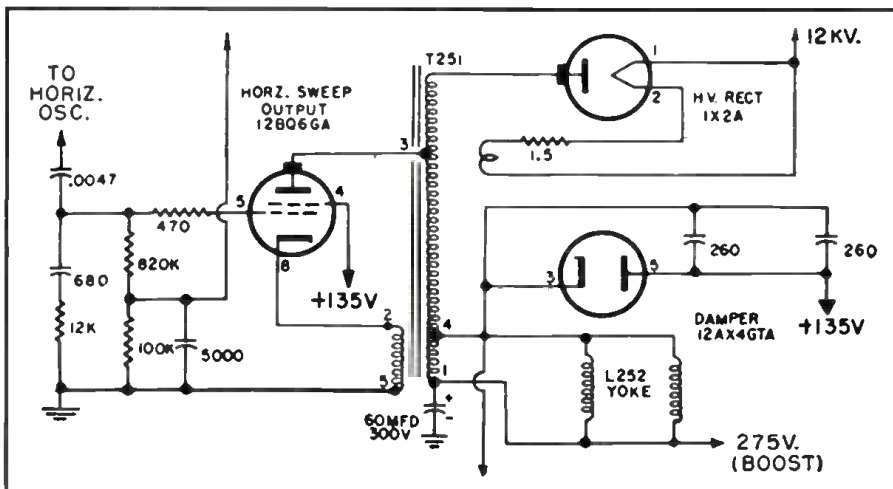 TO
HORIZ.
OSC.
.0047
680
12K
820K
100K
470
5000
HORZ. SWEEP
OUTPUT
12BQ6GA
5
4
8
+135V
3
2
5
T251
4
1
60MFD
300V
+
-
1
2
H.V. RECT
1X2A
1.5
12KV.
3
5
260
260
DAMPER
12AX4GTA
+135V
L252
YOKE
275V.
(BOOST)